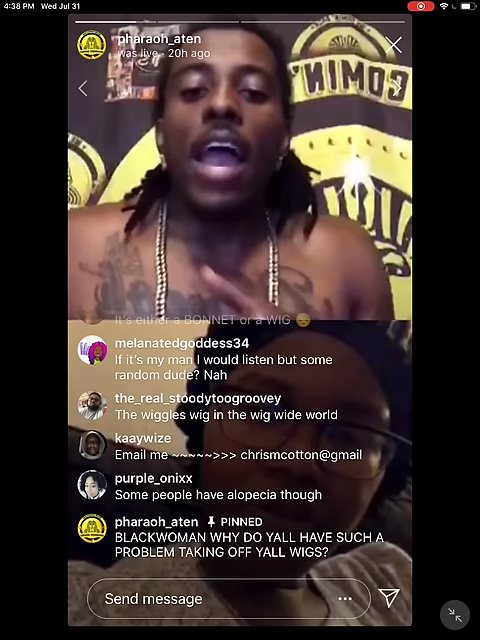 4:38 PM Wed Jul 31
pharaoh_aten
was live · 20h ago
COMIN'
It's either a BONNET or a WIG 😔
melanatedgoddess34
If it's my man I would listen but some
random dude? Nah
the_real_stoodytoogroovey
The wiggles wig in the wig wide world
kaaywize
Email me ~~~~~>>> chrismcotton@gmail
purple_onixx
Some people have alopecia though
pharaoh_aten PINNED
BLACKWOMAN WHY DO YALL HAVE SUCH A
PROBLEM TAKING OFF YALL WIGS?
Send message